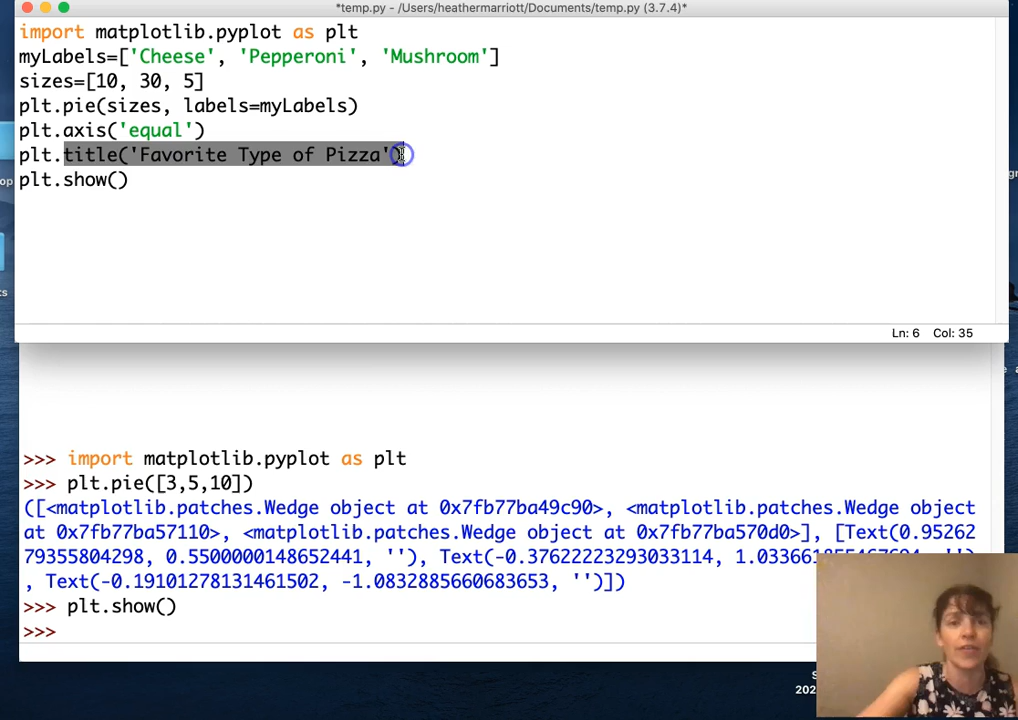 *temp.py - /Users/heathermarriott/Documents/temp.py (3.7.4)*
import matplotlib.pyplot as plt
myLabels=['Cheese', 'Pepperoni', 'Mushroom']
sizes=[10, 30, 5]
plt.pie(sizes, labels=myLabels)
plt.axis('equal')
plt.title('Favorite Type of Pizza')
plt.show()
Ln: 6 Col: 35
>>> import matplotlib.pyplot as plt
>>> plt.pie([3,5,10])
([<matplotlib.patches.Wedge object at 0x7fb77ba49c90>, <matplotlib.patches.Wedge object
at 0x7fb77ba57110>, <matplotlib.patches.Wedge object at 0x7fb77ba570d0>], [Text(0.95262
79355804298, 0.5500000148652441, ''), Text(-0.37622223293033114,
, Text(-0.19101278131461502, -1.0832885660683653, '')])
>>> plt.show()
>>>